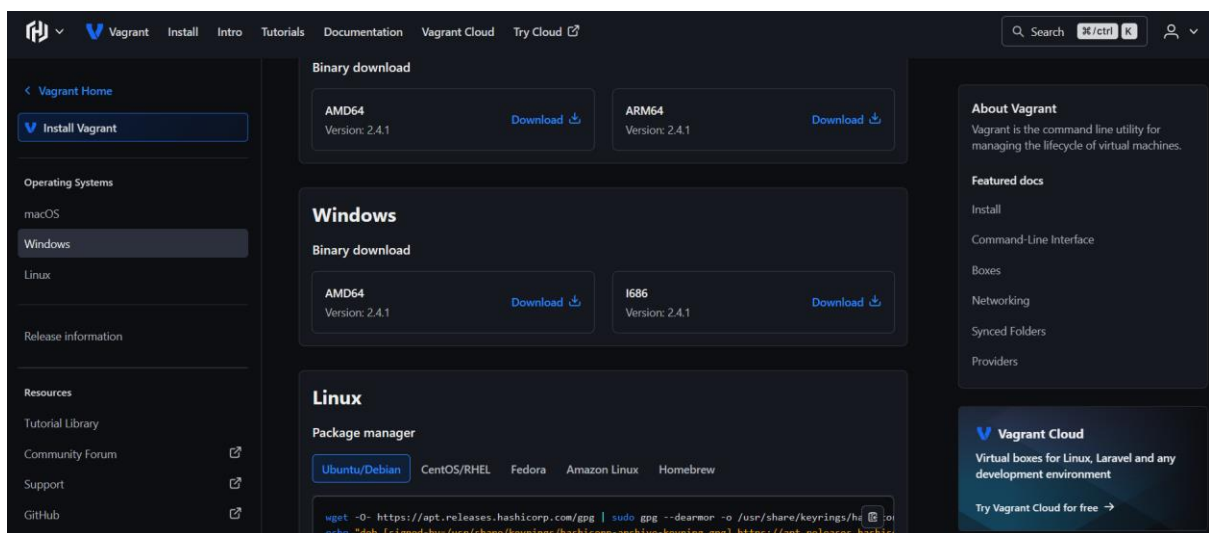 Vagrant Install Intro Tutorials Documentation Vagrant Cloud Try Cloud
Search ⌘/ctrl K
Vagrant Home
Install Vagrant
Operating Systems
macOS
Windows
Linux
Release information
Resources
Tutorial Library
Community Forum
Support
GitHub
Binary download
AMD64
Version: 2.4.1
Download
ARM64
Version: 2.4.1
Download
Windows
Binary download
AMD64
Version: 2.4.1
Download
I686
Version: 2.4.1
Download
Linux
Package manager
Ubuntu/Debian CentOS/RHEL Fedora Amazon Linux Homebrew
wget -O- https://apt.releases.hashicorp.com/gpg | sudo gpg --dearmor -o /usr/share/keyrings/ha
About Vagrant
Vagrant is the command line utility for
managing the lifecycle of virtual machines.
Featured docs
Install
Command-Line Interface
Boxes
Networking
Synced Folders
Providers
Vagrant Cloud
Virtual boxes for Linux, Laravel and any
development environment
Try Vagrant Cloud for free →